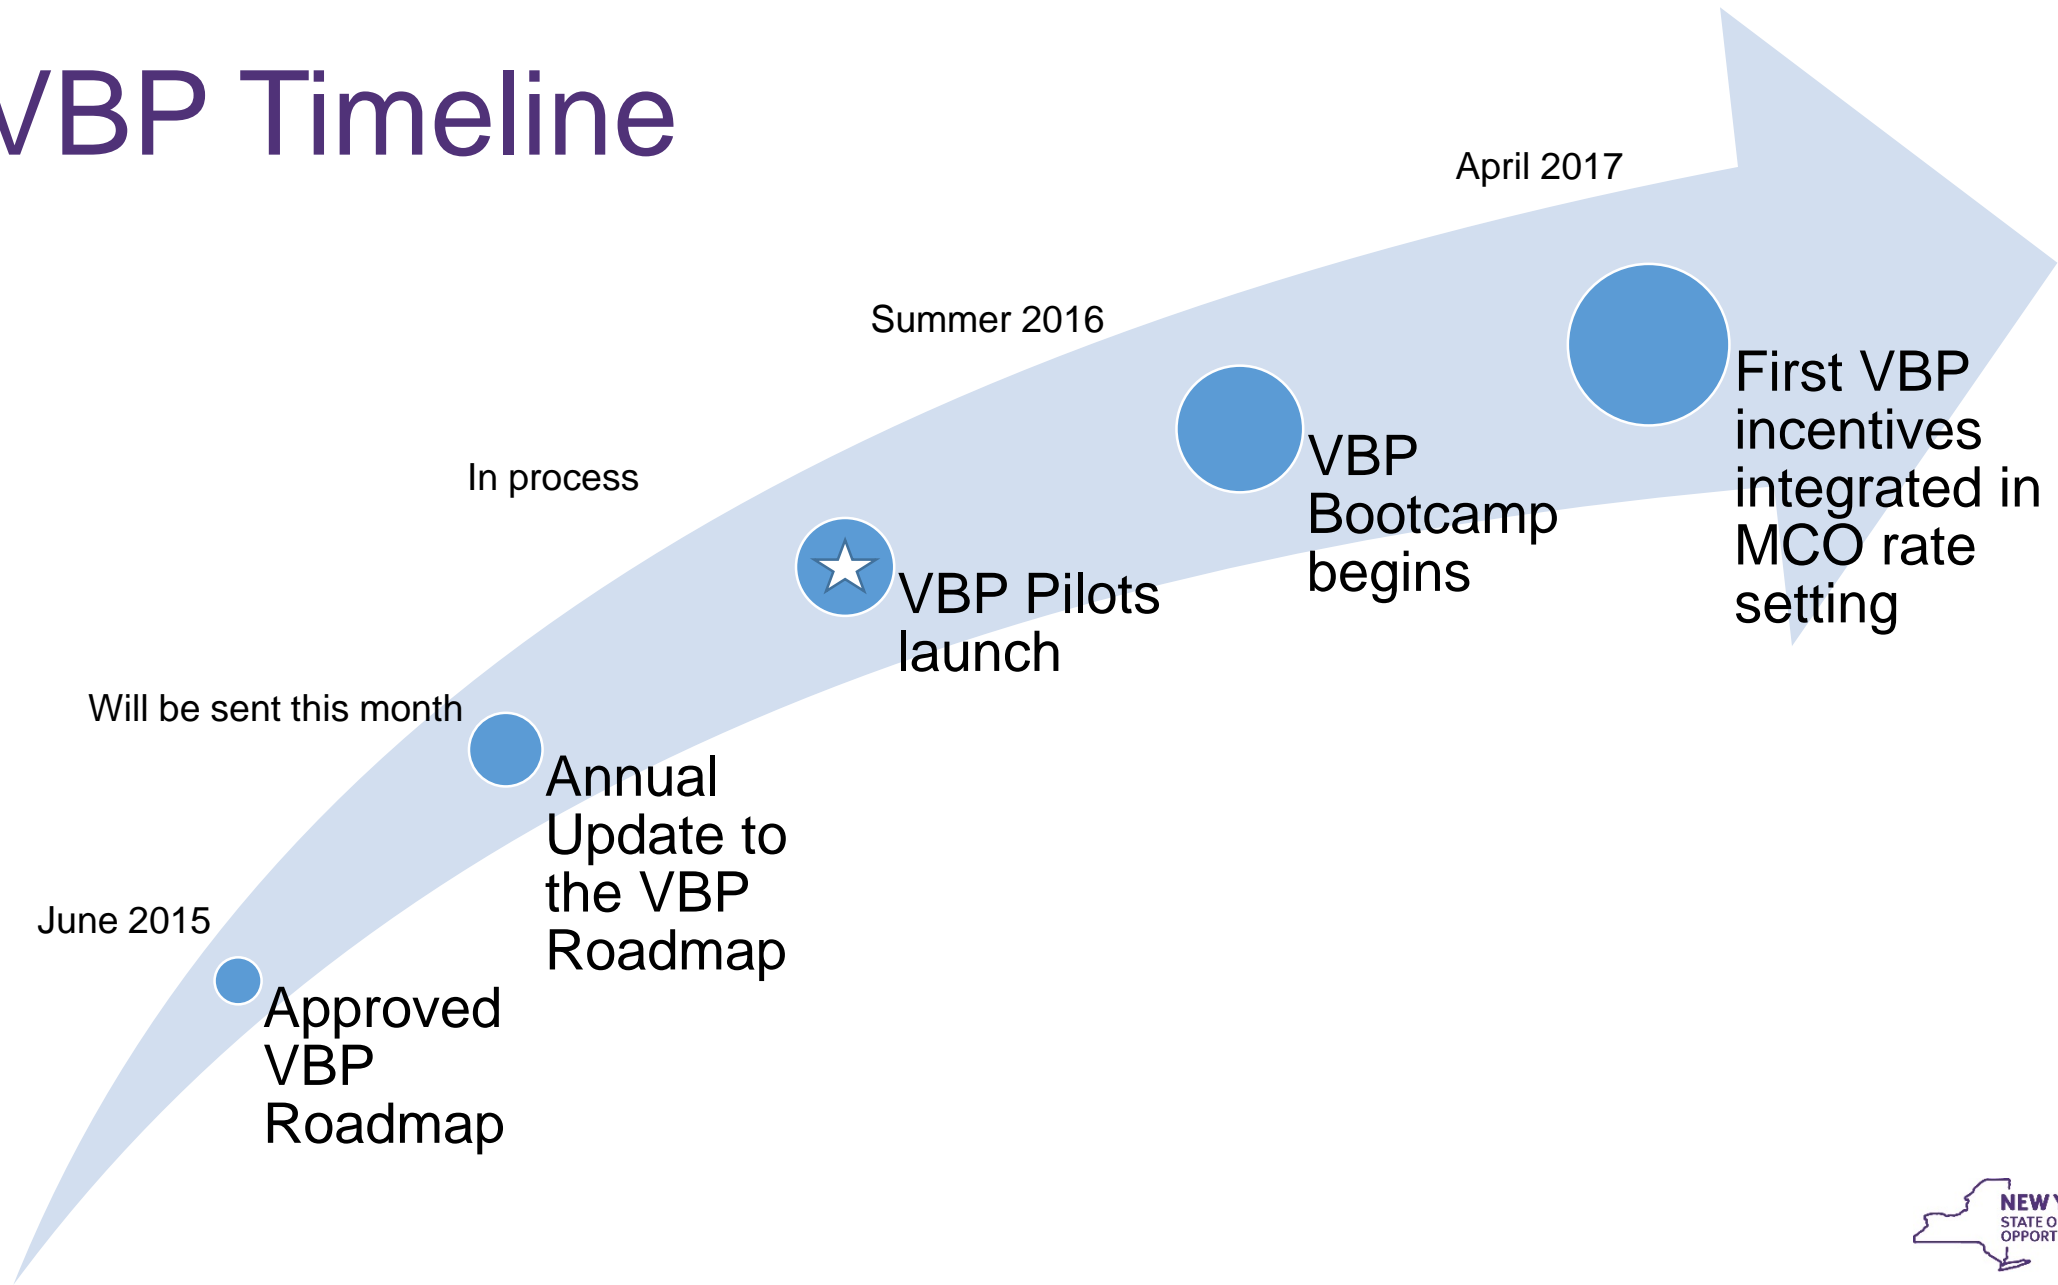 VBP Timeline
April 2017
Summer 2016
In process
Will be sent this month
June 2015
First VBP
incentives
integrated in
MCO rate
setting
VBP
Bootcamp
begins
VBP Pilots
launch
Annual
Update to
the VBP
Roadmap
Approved
VBP
Roadmap
NEW
STATE O
OPPORT